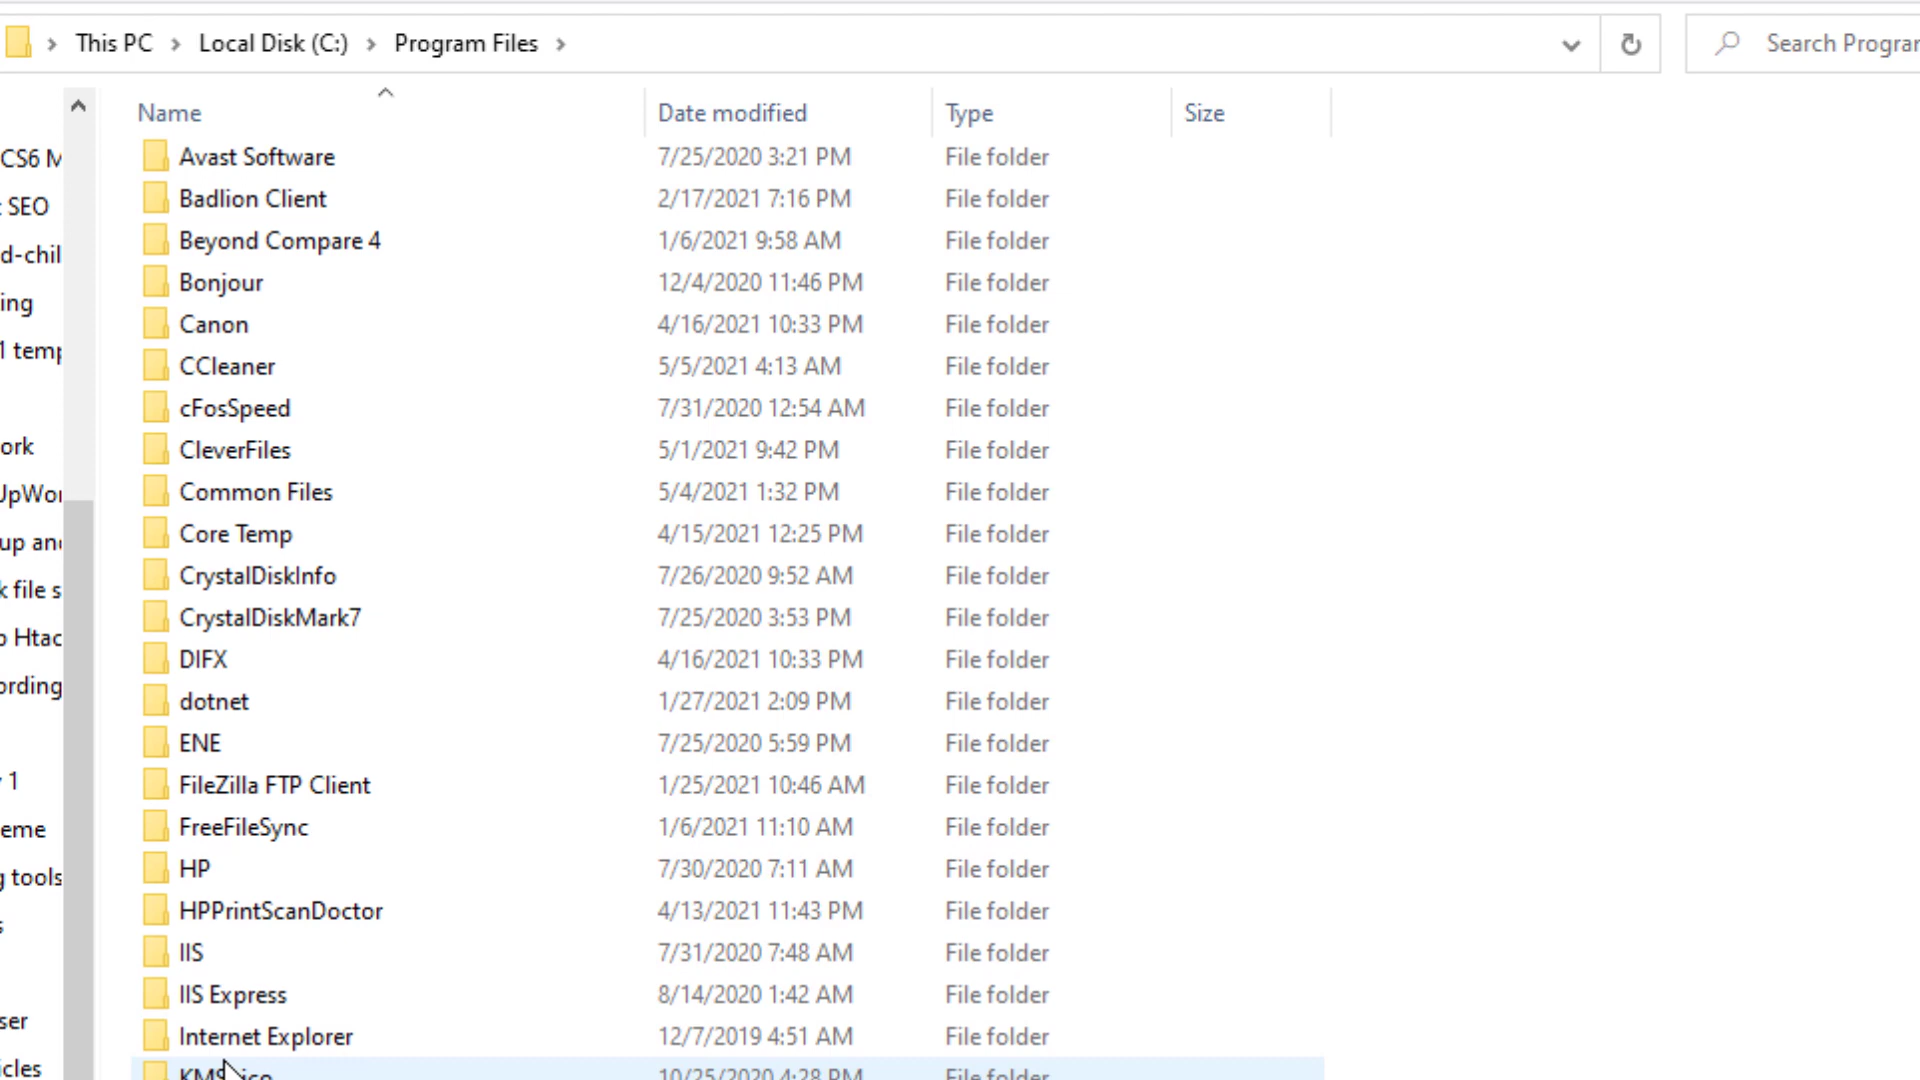 This PC > Local Disk (C:) > Program Files >
Search Progra
Name
Date modified
Type
Size
Avast Software 7/25/2020 3:21 PM File folder
Badlion Client 2/17/2021 7:16 PM File folder
Beyond Compare 4 1/6/2021 9:58 AM File folder
Bonjour 12/4/2020 11:46 PM File folder
Canon 4/16/2021 10:33 PM File folder
CCleaner 5/5/2021 4:13 AM File folder
cFosSpeed 7/31/2020 12:54 AM File folder
CleverFiles 5/1/2021 9:42 PM File folder
Common Files 5/4/2021 1:32 PM File folder
Core Temp 4/15/2021 12:25 PM File folder
CrystalDiskInfo 7/26/2020 9:52 AM File folder
CrystalDiskMark7 7/25/2020 3:53 PM File folder
DIFX 4/16/2021 10:33 PM File folder
dotnet 1/27/2021 2:09 PM File folder
ENE 7/25/2020 5:59 PM File folder
FileZilla FTP Client 1/25/2021 10:46 AM File folder
FreeFileSync 1/6/2021 11:10 AM File folder
HP 7/30/2020 7:11 AM File folder
HPPrintScanDoctor 4/13/2021 11:43 PM File folder
IIS 7/31/2020 7:48 AM File folder
IIS Express 8/14/2020 1:42 AM File folder
Internet Explorer 12/7/2019 4:51 AM File folder
10/25/2020 4:28 PM File folder
CS6 M
SEO
d-chil
ing
1 temp
ork
UpWor
up and
k file s
o Htac
ording
1
eme
g tools
s
ser
icles